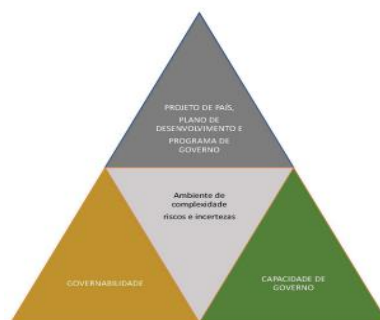 PROJETO DE PAÍS,
PLANO DE
DESENVOLVIMENTO E
PROGRAMA DE
GOVERNO
Ambiente de
complexidade
riscos e incertezas
GOVERNABILIDADE
CAPACIDADE DE
GOVERNO